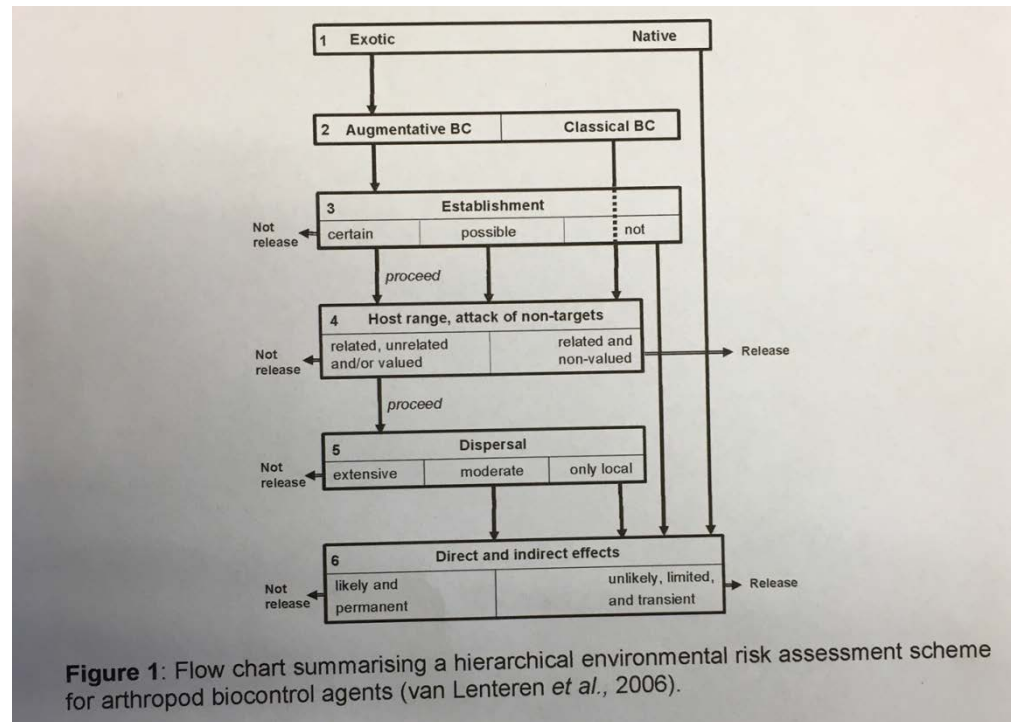 1 Exotic Native
2 Augmentative BC Classical BC
3 Establishment
Not
release
certain possible not
proceed
4 Host range, attack of non-targets
Not
release
related, unrelated
and/or valued
related and
non-valued
Release
proceed
5 Dispersal
Not
release
extensive moderate only local
6 Direct and indirect effects
Not
release
likely and
permanent
unlikely, limited,
and transient
Release
Figure 1: Flow chart summarising a hierarchical environmental risk assessment scheme
for arthropod biocontrol agents (van Lenteren et al., 2006).